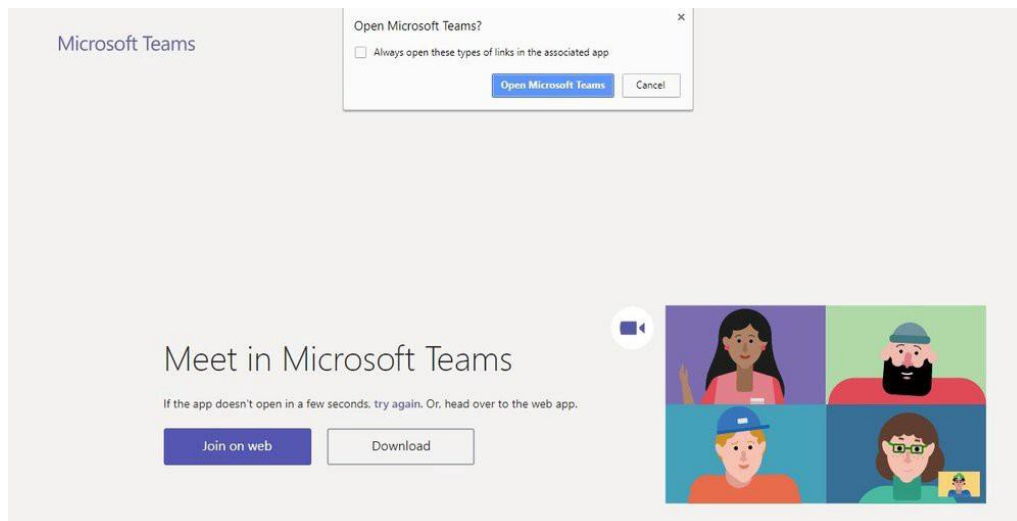 Microsoft Teams
Open Microsoft Teams?
Always open these types of links in the associated app
Open Microsoft Teams
Cancel
Meet in Microsoft Teams
If the app doesn't open in a few seconds, try again. Or, head over to the web app.
Join on web
Download